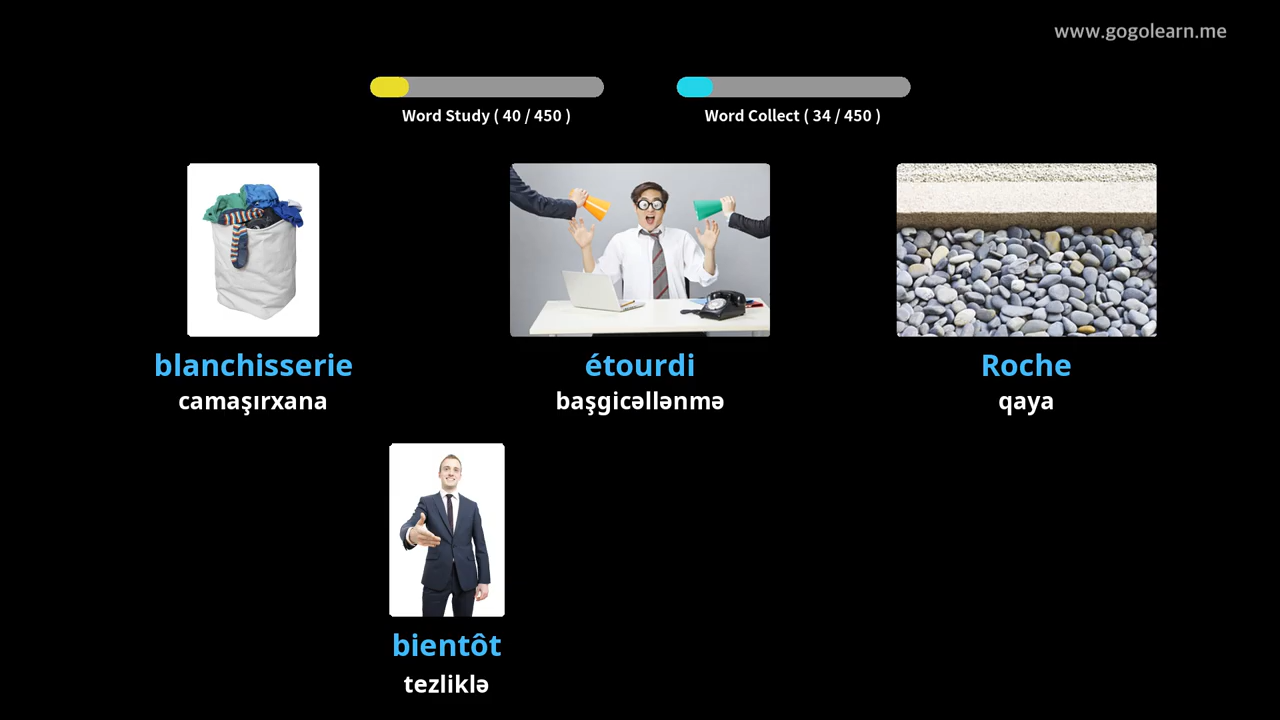 www.gogolearn.me
Word Study ( 40 / 450 )
Word Collect ( 34 / 450 )
blanchisserie
camaşırxana
étourdi
başgicəllənmə
Roche
qaya
bientôt
tezliklə